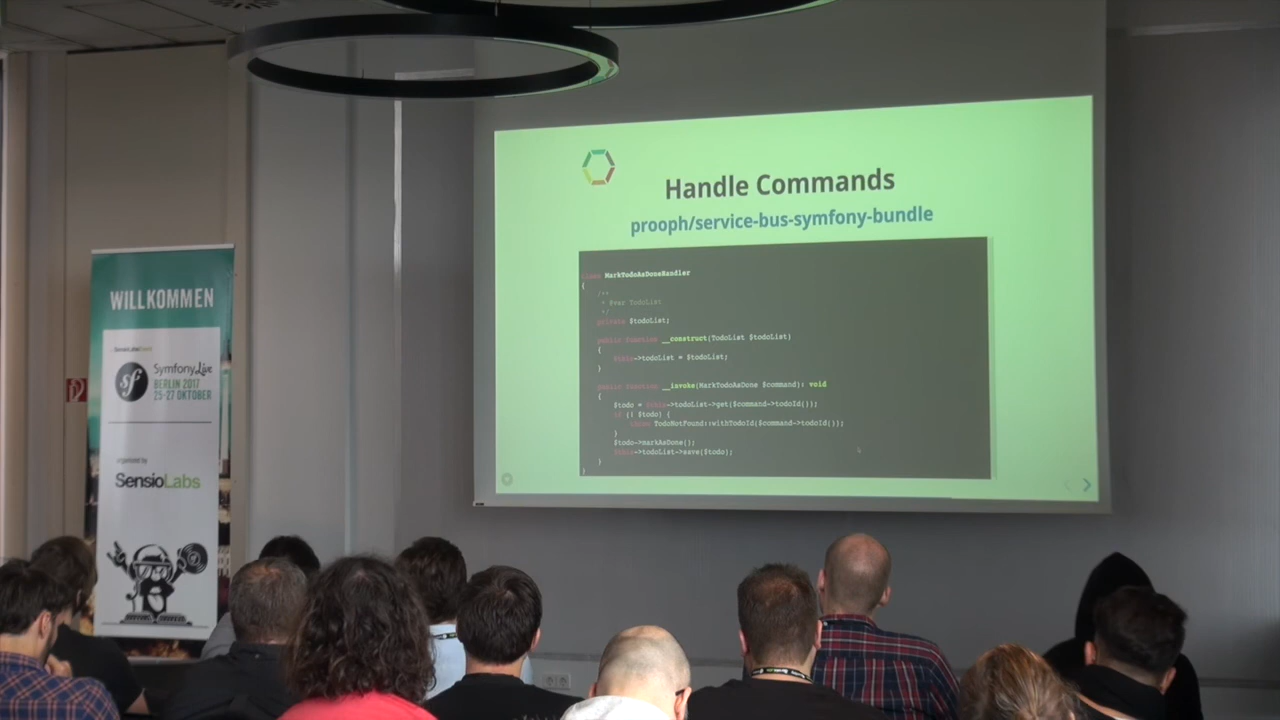 WILLKOMMEN
Symfony Live
BERLIN 2017
25-27 OKTOBER
organized by
SensioLabs
Handle Commands
prooph/service-bus-symfony-bundle
class MarkTodoAsDoneHandler
{
/**
* @var TodoList
*/
private $todoList;
public function __construct(TodoList $todoList)
{
$this->todoList = $todoList;
}
public function __invoke(MarkTodoAsDone $command): void
{
$todo = $this->todoList->get($command->todoId());
if (! $todo) {
throw TodoNotFound::withTodoId($command->todoId());
}
$todo->markAsDone();
$this->todoList->save($todo);
}
}